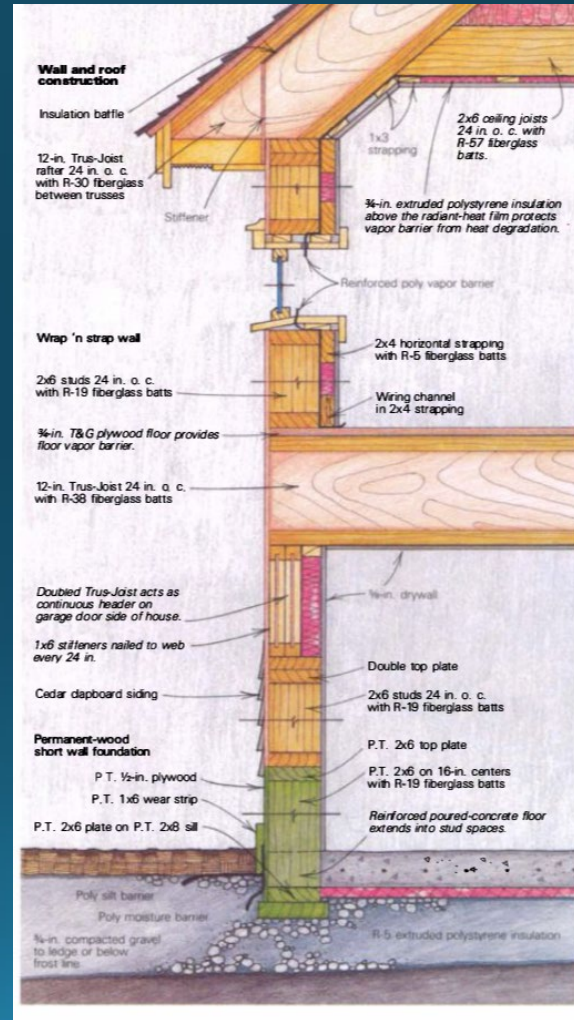 Wall and roof
construction
Insulation baffle
12-in. Trus-Joist
rafter 24 in. o. c.
with R-30 fiberglass
between trusses
Stiffener
1x3
strapping
2x6 ceiling joists
24 in. o. c. with
R-57 fiberglass
batts.
¾-in. extruded polystyrene insulation
above the radiant-heat film protects
vapor barrier from heat degradation.
Reinforced poly vapor barrier
Wrap 'n strap wall
2x6 studs 24 in. o. c.
with R-19 fiberglass batts
2x4 horizontal strapping
with R-5 fiberglass batts
Wiring channel
in 2x4 strapping
¾-in. T&G plywood floor provides
floor vapor barrier.
12-in. Trus-Joist 24 in. o. c.
with R-38 fiberglass batts
Doubled Trus-Joist acts as
continuous header on
garage door side of house.
1x6 stiffeners nailed to web
every 24 in.
drywall
Cedar clapboard siding
Double top plate
2x6 studs 24 in. o. c.
with R-19 fiberglass batts
Permanent-wood
short wall foundation
P.T. ½-in. plywood
P.T. 1x6 wear strip
P.T. 2x6 plate on P.T. 2x8 sill
P.T. 2x6 top plate
P.T. 2x6 on 16-in. centers
with R-19 fiberglass batts
Reinforced poured-concrete floor
extends into stud spaces.
Poly silt barrier
Poly moisture barrier
¾-in. compacted gravel
to ledge or below
frost line.
R-5 extruded polystyrene insulation